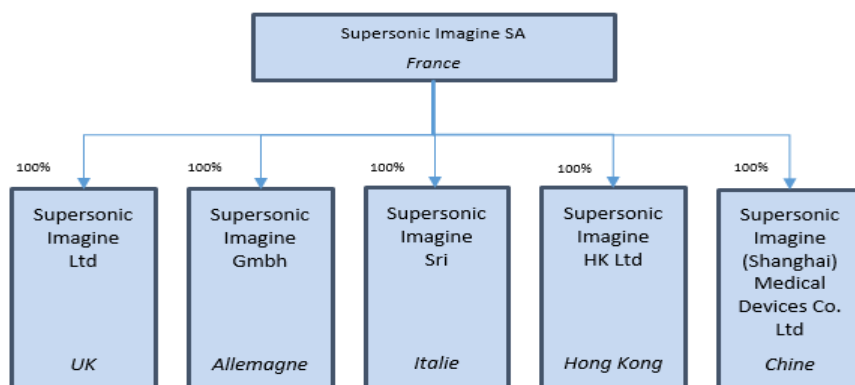 Supersonic Imagine SA
France
100%
100%
100%
100%
100%
Supersonic
Imagine
Ltd
UK
Supersonic
Imagine
Gmbh
Allemagne
Supersonic
Imagine
Sri
Italie
Supersonic
Imagine
HK Ltd
Hong Kong
Supersonic
Imagine
(Shanghai)
Medical
Devices Co.
Ltd
Chine